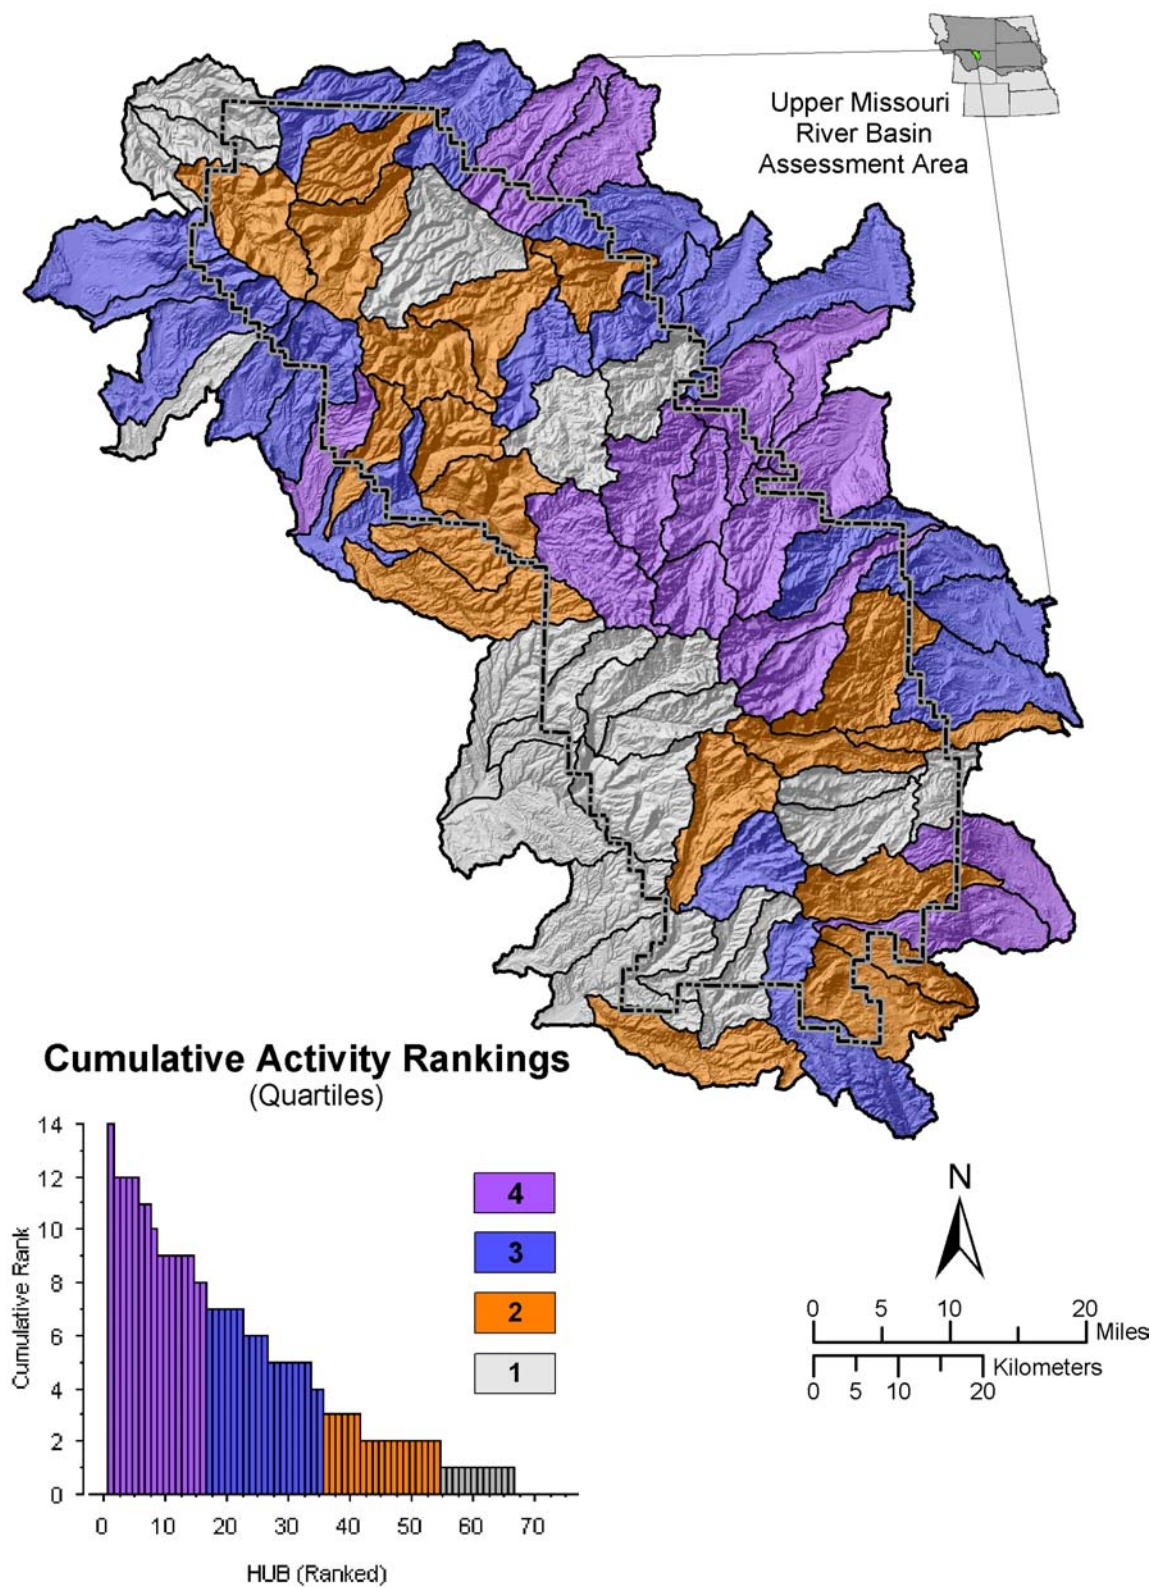 Upper Missouri
River Basin
Assessment Area
Cumulative Activity Rankings
(Quartiles)
14
12
10
8
6
4
2
0
Cumulative Rank
0 10 20 30 40 50 60 70
HUB (Ranked)
4
3
2
1
N
0 5 10 20
Miles
Kilometers
0 5 10 20